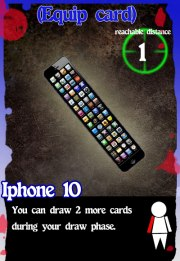 (Equip card)
reachable distance
1
Iphone 10
You can draw 2 more cards
during your draw phase.